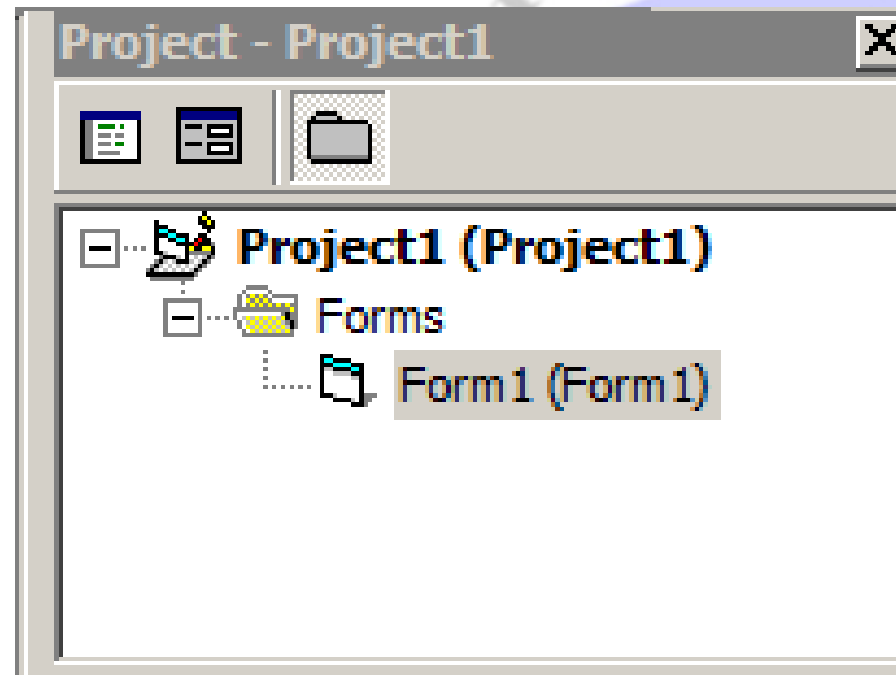 Project - Project1
Project1 (Project1)
Forms
Form1 (Form1)